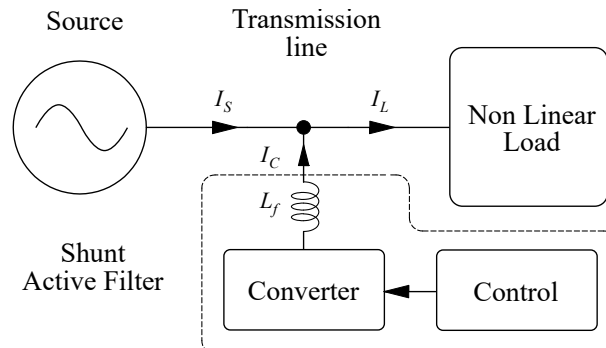 Source
Transmission
line
I_S
I_L
Non Linear
Load
I_C
L_f
Shunt
Active Filter
Converter
Control